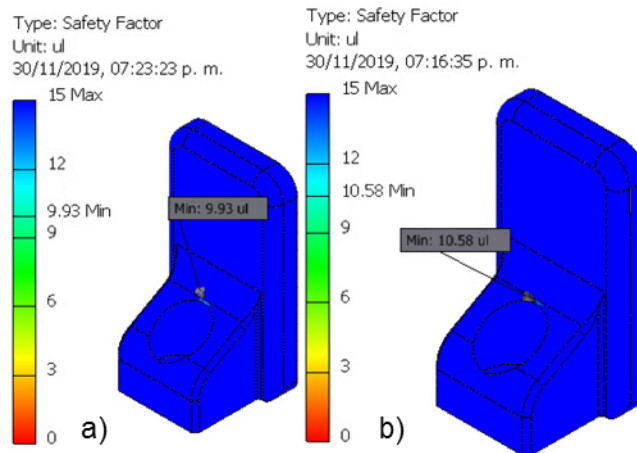 Type: Safety Factor
Unit: ul
30/11/2019, 07:23:23 p. m.
15 Max
12
9.93 Min
9
6
3
0
Min: 9.93 ul
a)
Type: Safety Factor
Unit: ul
30/11/2019, 07:16:35 p. m.
15 Max
12
10.58 Min
9
6
3
0
Min: 10.58 ul
b)